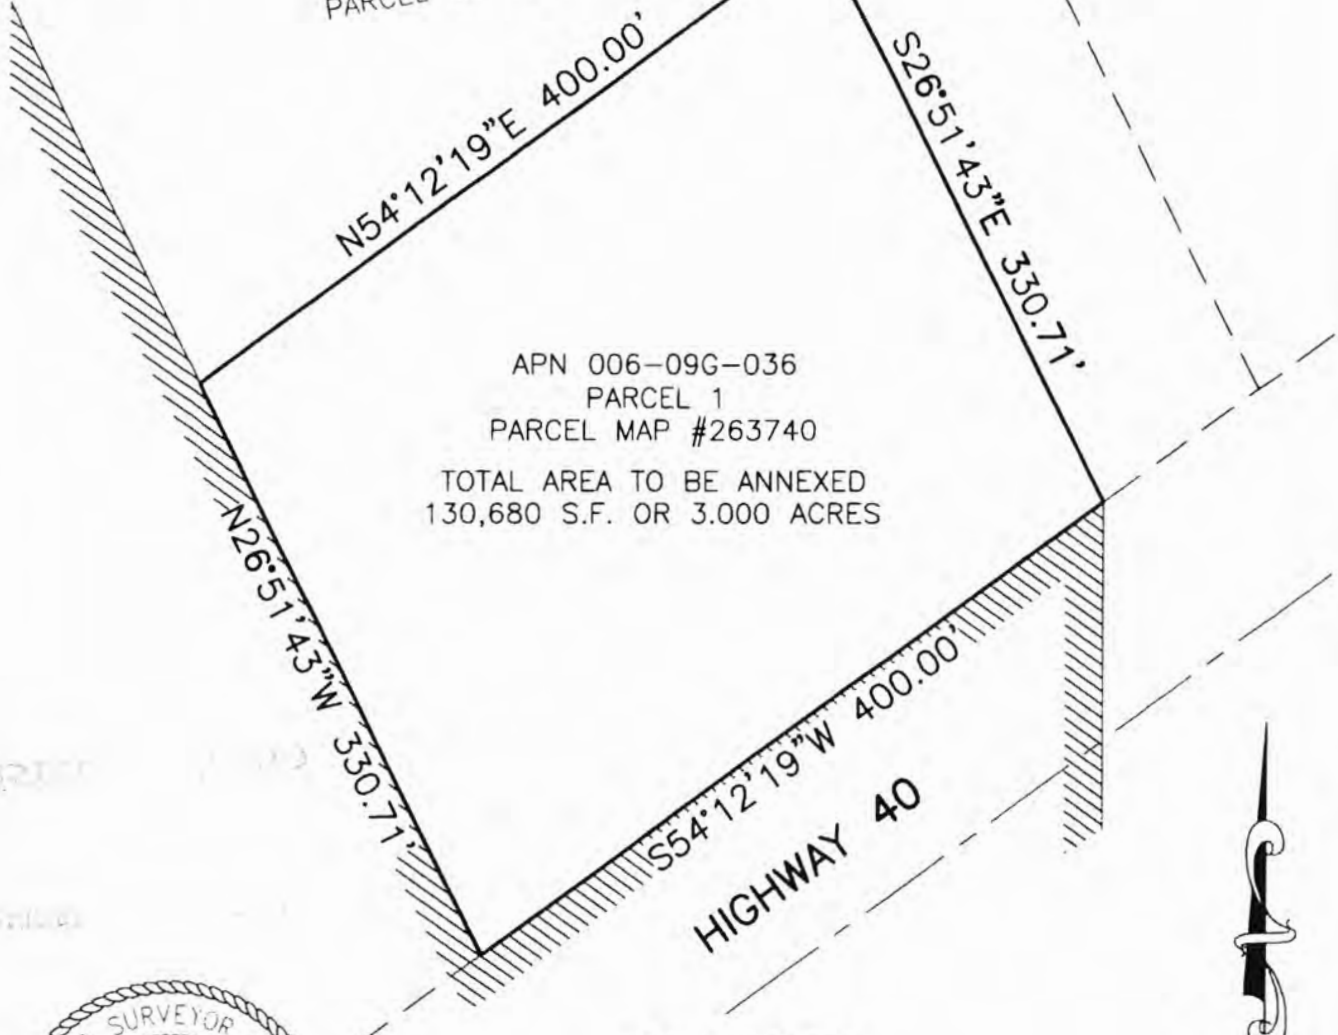 PARCEL
N54°12'19"E 400.00'
S26°51'43"E 330.71'
APN 006-09G-036
PARCEL 1
PARCEL MAP #263740
TOTAL AREA TO BE ANNEXED
130,680 S.F. OR 3.000 ACRES
N26°51'43"W 330.71'
S54°12'19"W 400.00'
HIGHWAY 40
SURVEYOR